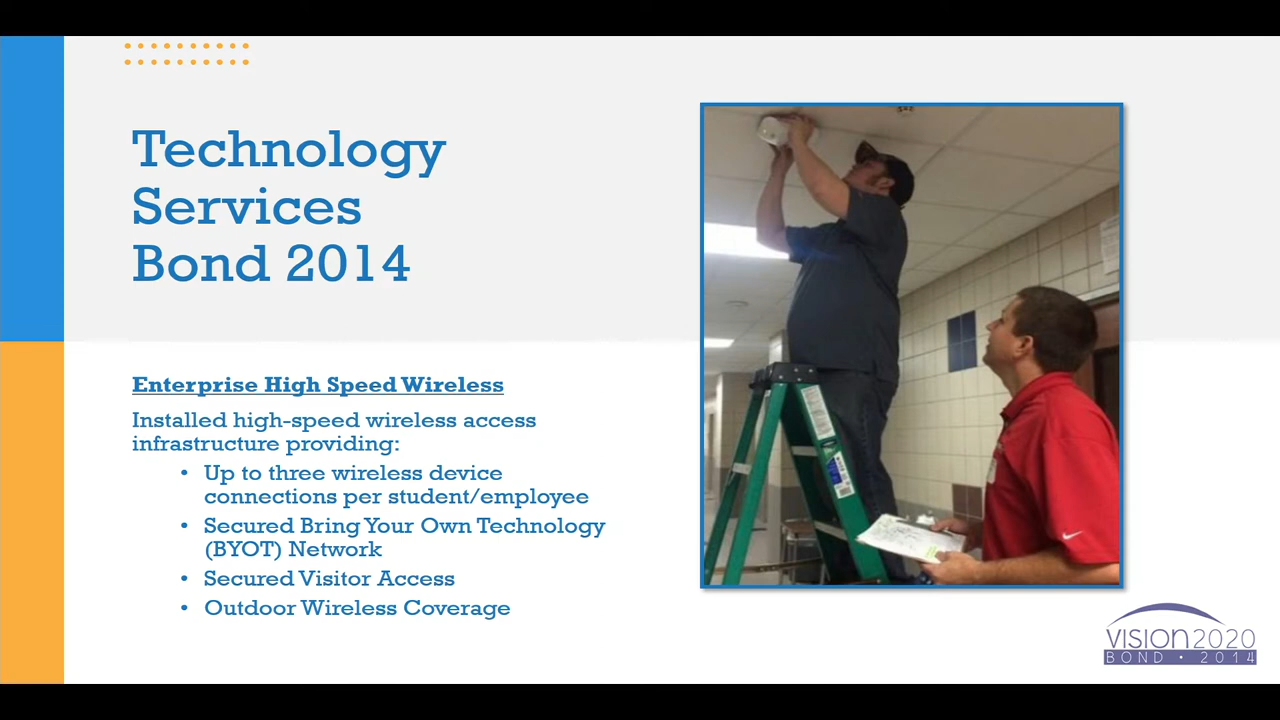 Technology
Services
Bond 2014
Enterprise High Speed Wireless
Installed high-speed wireless access
infrastructure providing:
• Up to three wireless device
connections per student/employee
• Secured Bring Your Own Technology
(BYOT) Network
• Secured Visitor Access
• Outdoor Wireless Coverage
VISION2020
BOND • 2014